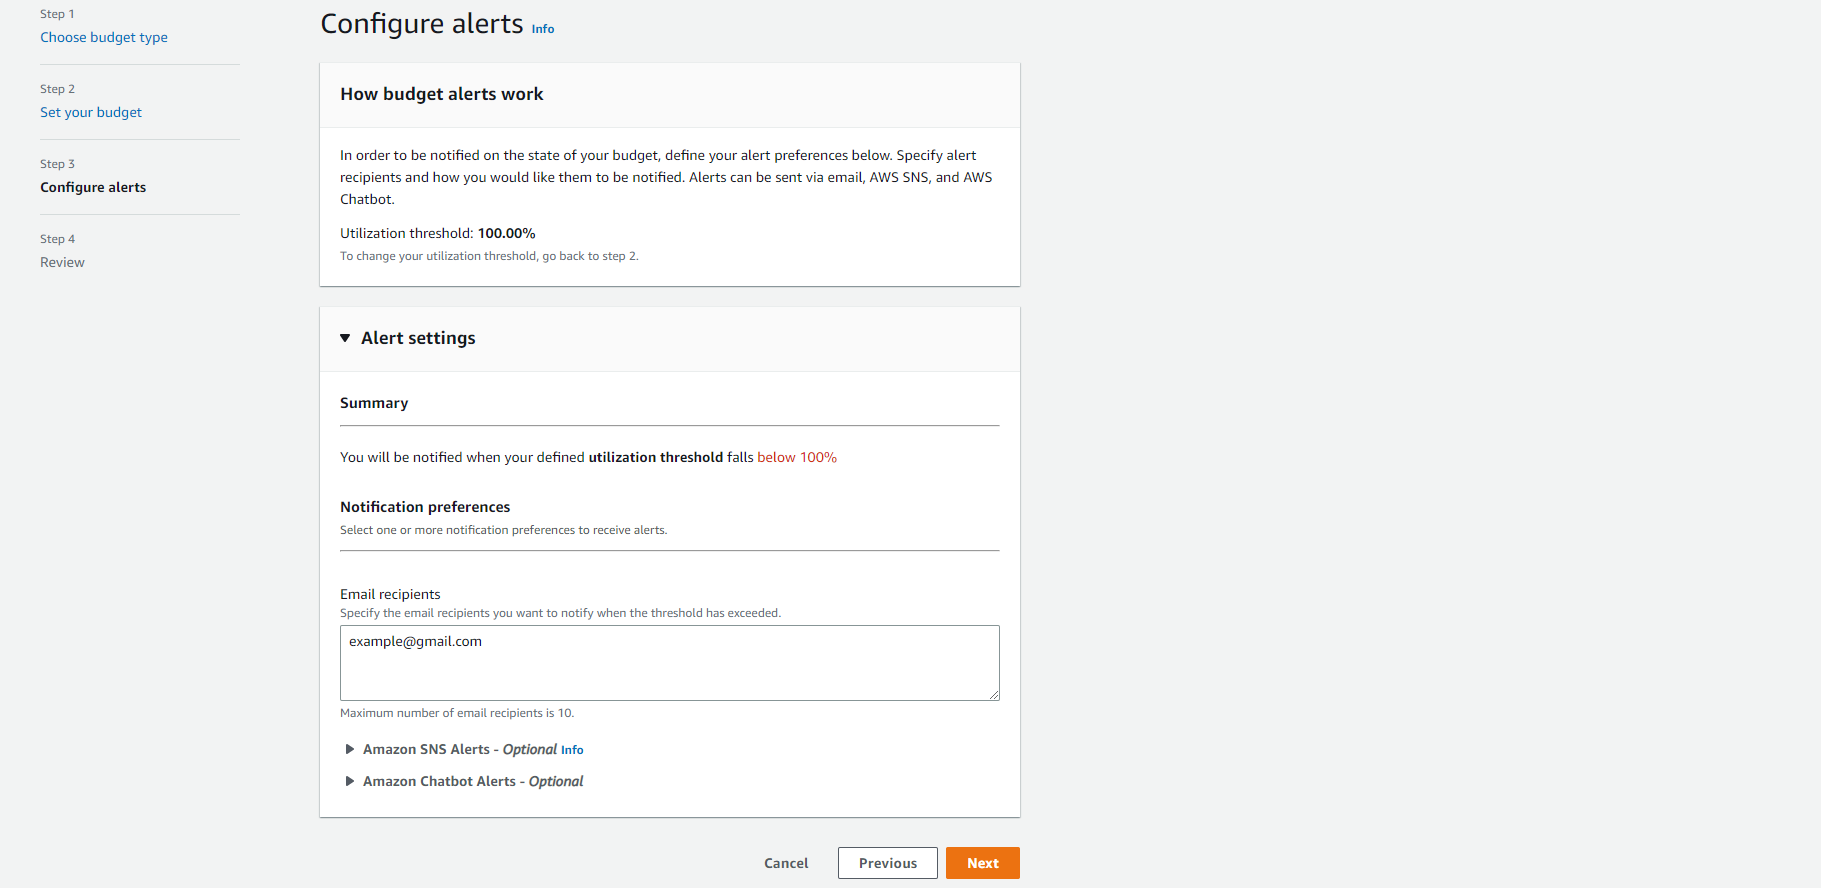 Step 1
Choose budget type
Step 2
Set your budget
Step 3
Configure alerts
Step 4
Review
Configure alerts Info
How budget alerts work
In order to be notified on the state of your budget, define your alert preferences below. Specify alert
recipients and how you would like them to be notified. Alerts can be sent via email, AWS SNS, and AWS
Chatbot.
Utilization threshold: 100.00%
To change your utilization threshold, go back to step 2.
Alert settings
Summary
You will be notified when your defined utilization threshold falls below 100%
Notification preferences
Select one or more notification preferences to receive alerts.
Email recipients
Specify the email recipients you want to notify when the threshold has exceeded.
example@gmail.com
Maximum number of email recipients is 10.
Amazon SNS Alerts - Optional Info
Amazon Chatbot Alerts - Optional
Cancel Previous Next